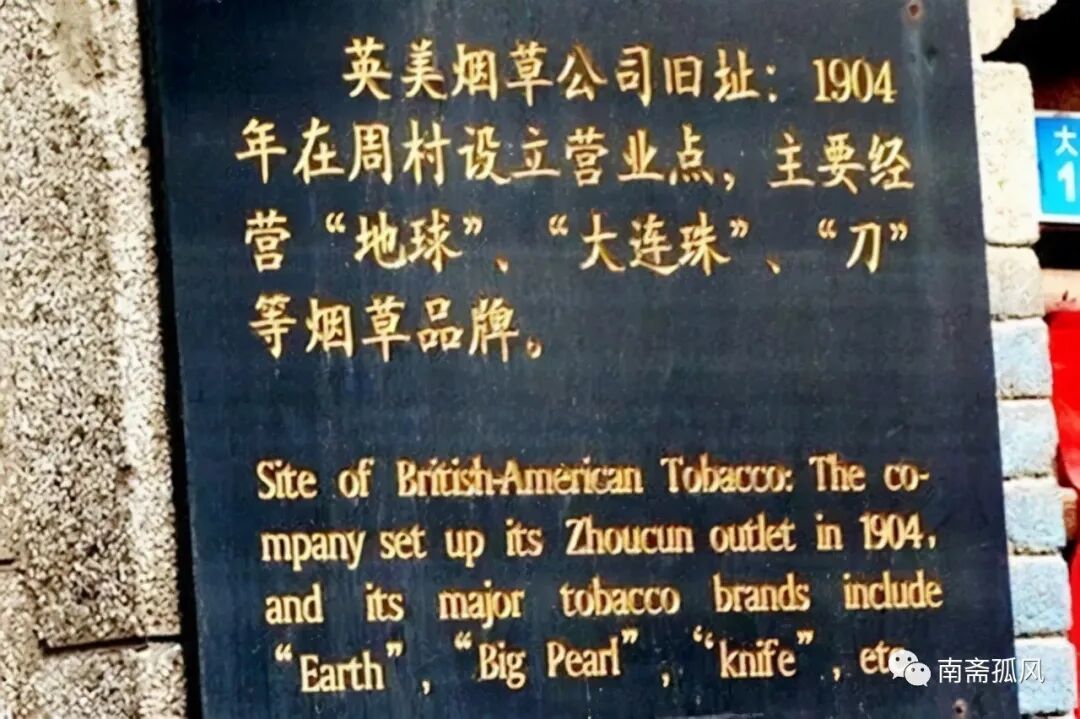 英美烟草公司旧址：1904
年在周村设立营业点，主要经
营“地球”、“大连珠”、“刀”
等烟草品牌。
Site of British-American Tobacco: The co-
mpany set up its Zhoucun outlet in 1904,
and its major tobacco brands include
“Earth”, “Big Pearl”, “knife”, etc
大
1
南斋孤风